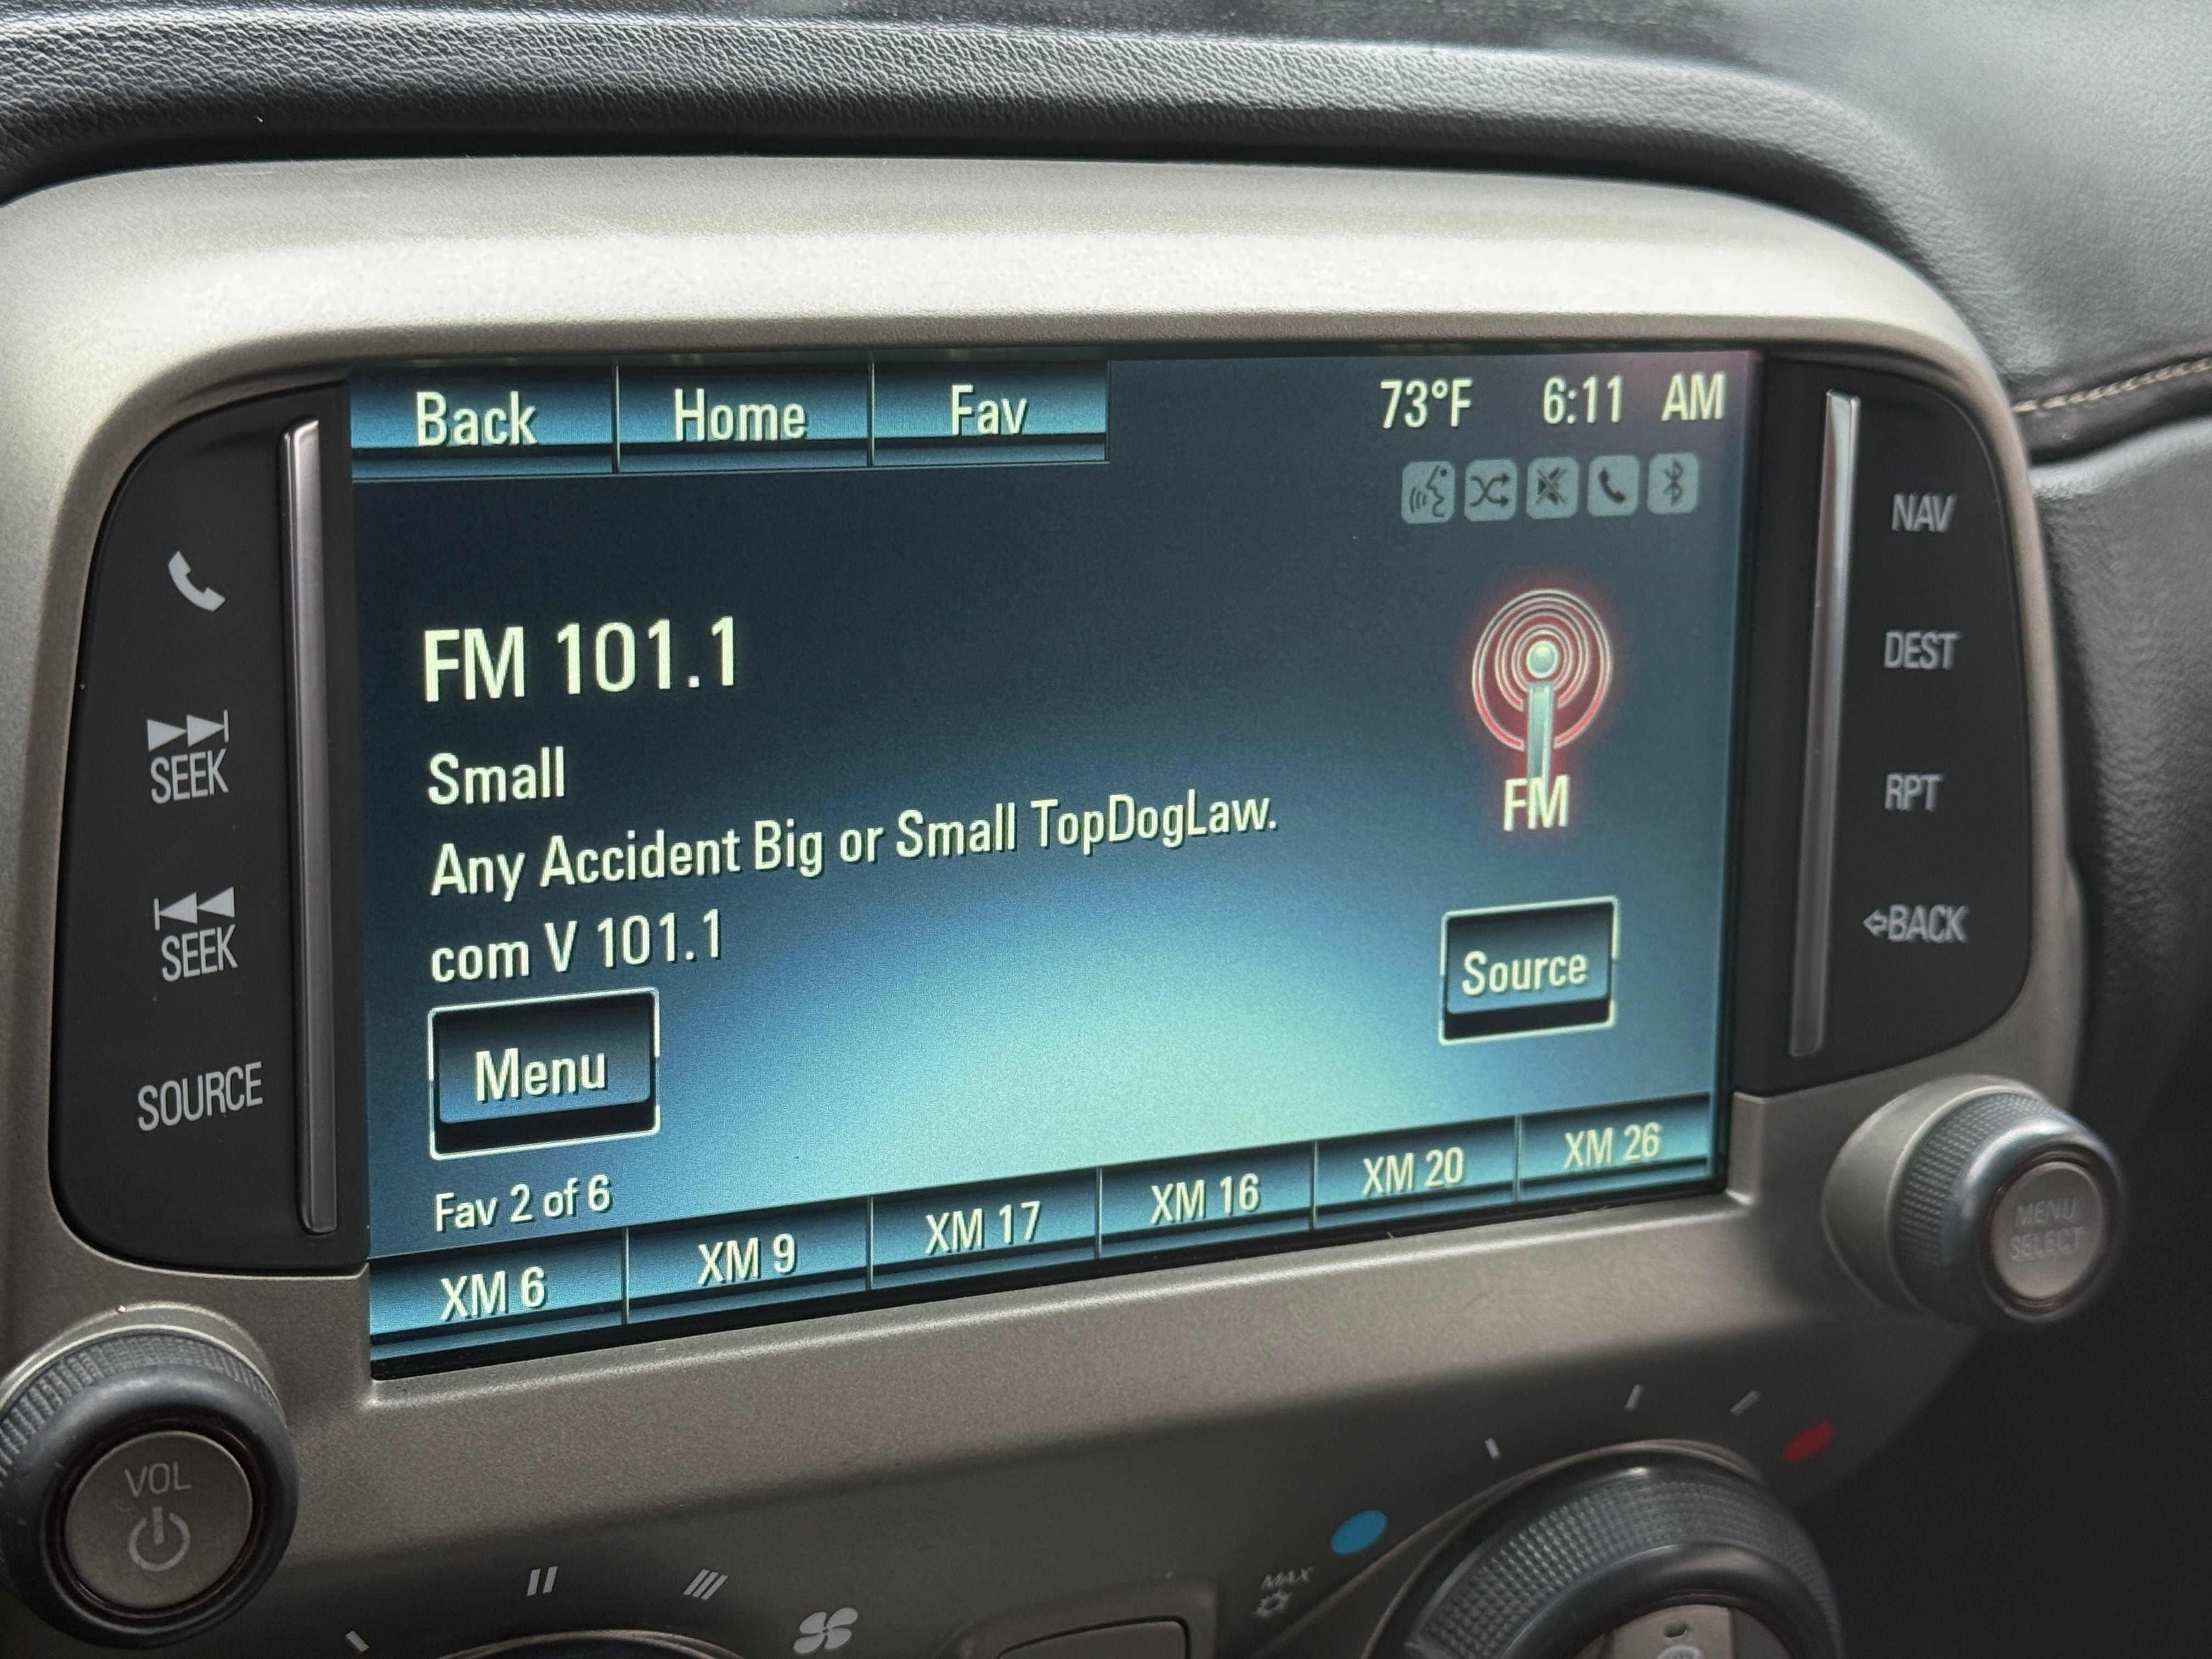 Back Home Fav 73°F 6:11 AM
NAV
FM 101.1
DEST
SEEK
Small
RPT
Any Accident Big or Small TopDogLaw.
FM
SEEK
com V 101.1
BACK
Source
SOURCE
Menu
Fav 2 of 6
XM 6 XM 9 XM 17 XM 16 XM 20 XM 26
MENU
SELECT
VOL
MAX